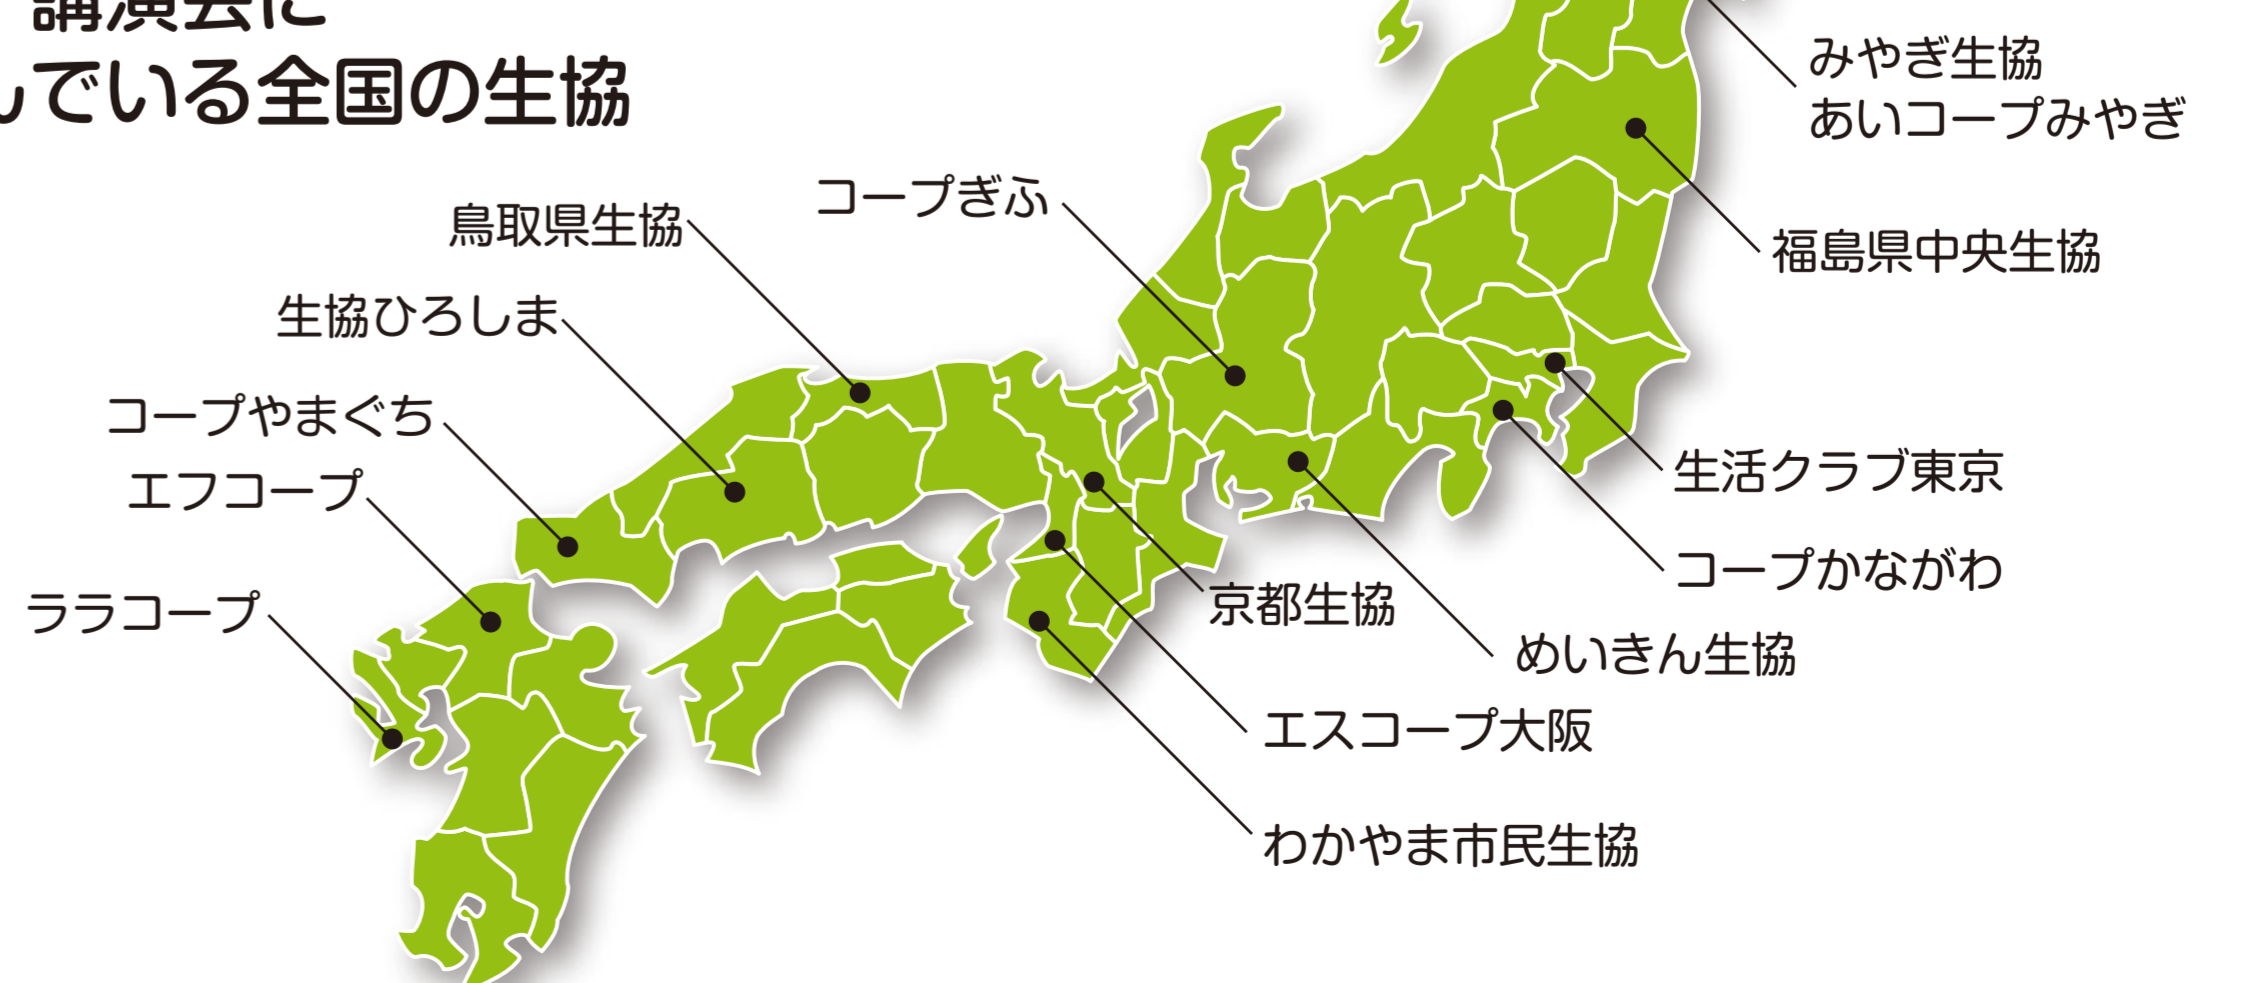 講演会に
んでいる全国の生協
みやぎ生協
あいコープみやぎ
コープぎふ
鳥取県生協
福島県中央生協
生協ひろしま
コープやまぐち
生活クラブ東京
エフコープ
コープかながわ
ララコープ
京都生協
めいきん生協
エスコープ大阪
わかやま市民生協